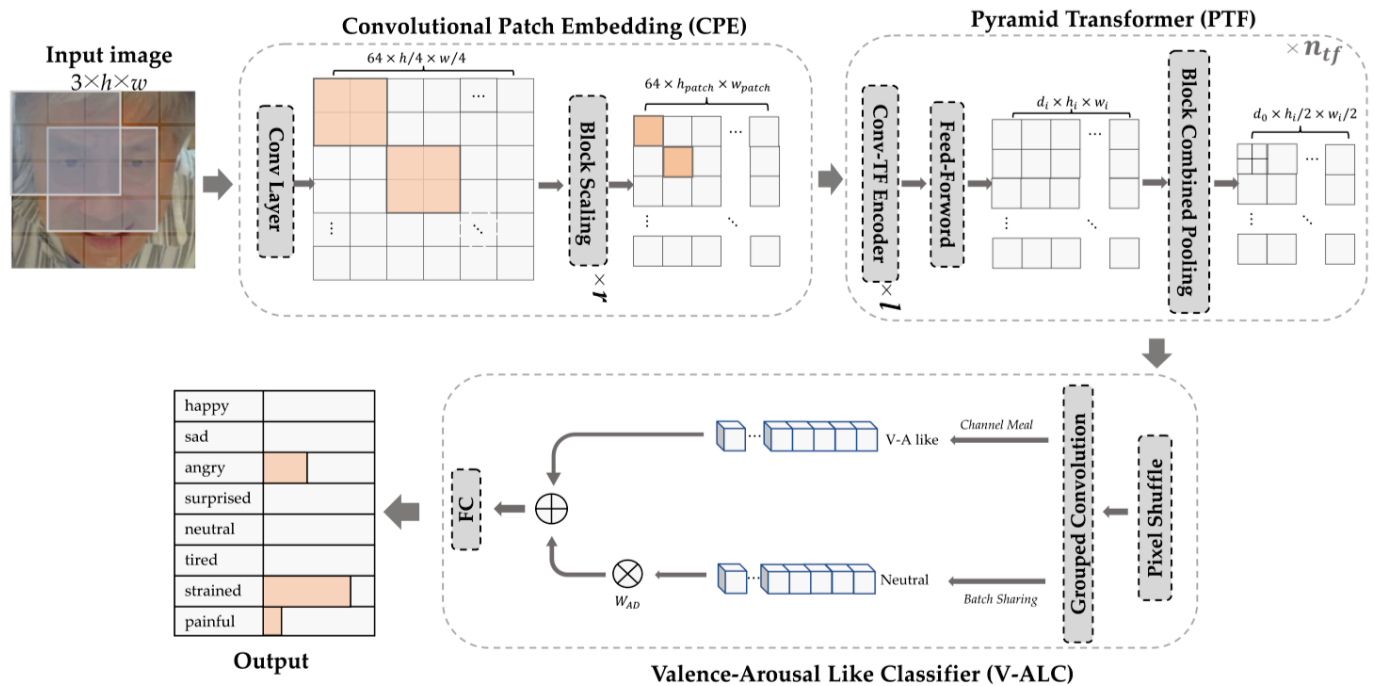 Convolutional Patch Embedding (CPE)
Pyramid Transformer (PTF)
Input image
3×h×w
64 × h/4 × w/4
Conv Layer
...
⋮
⋱
Block Scaling
× r
64 × h_patch × w_patch
...
⋮
⋱
× n_tf
Conv-TF Encoder
× l
Feed-Forword
d_i × h_i × w_i
...
⋮
⋱
Block Combined Pooling
d_0 × h_i/2 × w_i/2
...
⋮
⋱
happy
sad
angry
surprised
neutral
tired
strained
painful
Output
FC
W_AD
... V-A like
Channel Meal
... Neutral
Batch Sharing
Grouped Convolution
Pixel Shuffle
Valence-Arousal Like Classifier (V-ALC)